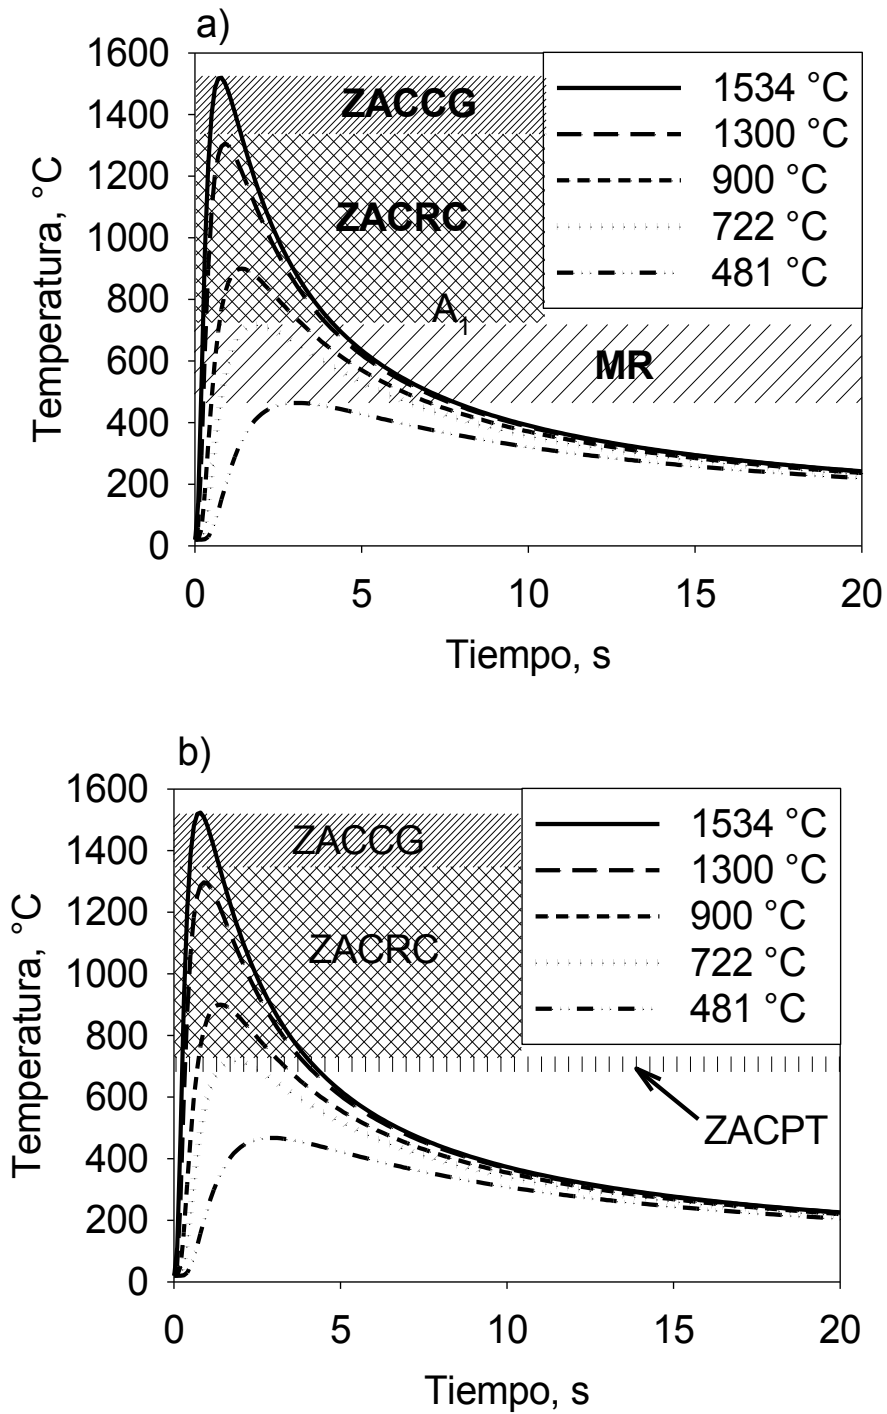 a)
1600
1400
1200
1000
800
600
400
200
0
Temperatura, °C
ZACCG
ZACRC
A1
MR
1534 °C
1300 °C
900 °C
722 °C
481 °C
0 5 10 15 20
Tiempo, s
b)
1600
1400
1200
1000
800
600
400
200
0
Temperatura, °C
ZACCG
ZACRC
ZACPT
1534 °C
1300 °C
900 °C
722 °C
481 °C
0 5 10 15 20
Tiempo, s